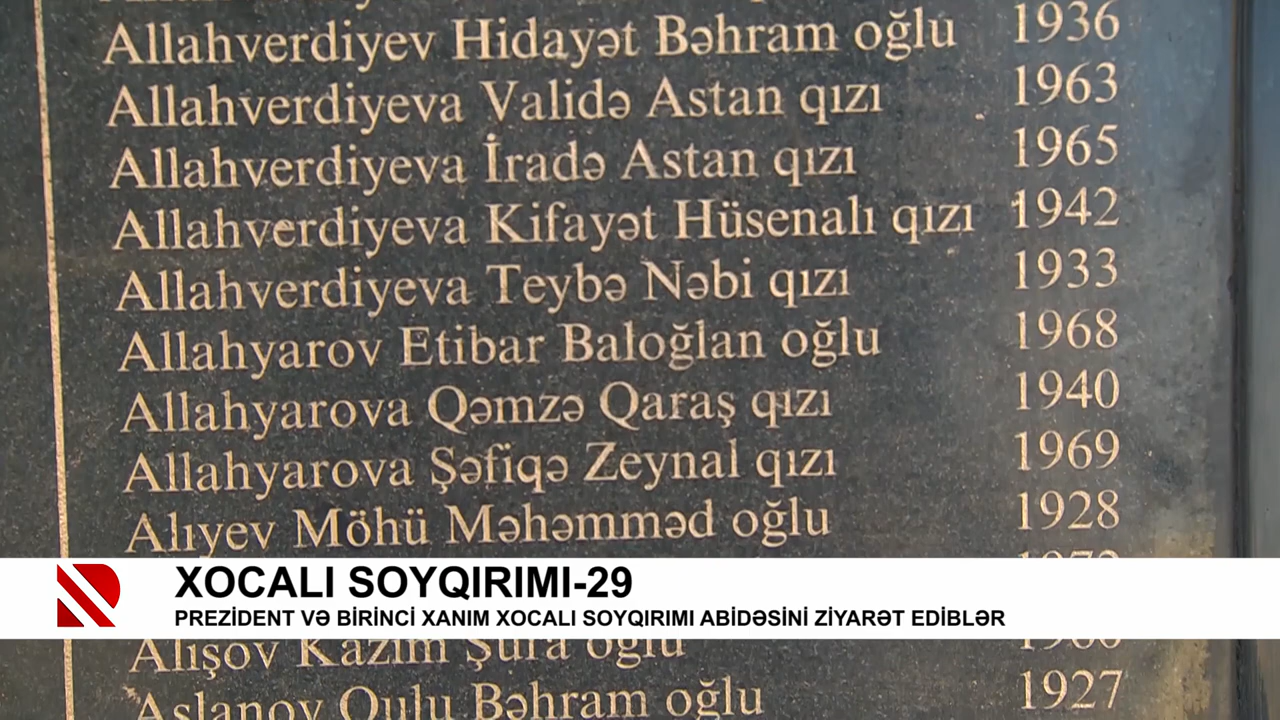 Allahverdiyev Hidayət Bəhram oğlu 1936
Allahverdiyeva Validə Astan qızı 1963
Allahverdiyeva İradə Astan qızı 1965
Allahverdiyeva Kifayət Hüsenalı qızı 1942
Allahverdiyeva Teybə Nəbi qızı 1933
Allahyarov Etibar Baloğlan oğlu 1968
Allahyarova Qəmzə Qaraş qızı 1940
Allahyarova Şəfiqə Zeynal qızı 1969
Alıyev Möhü Məhəmməd oğlu 1928
XOCALI SOYQIRIMI-29
PREZİDENT VƏ BİRİNCİ XANIM XOCALI SOYQIRIMI ABİDƏSİNİ ZİYARƏT EDİBLƏR
Alışov Kazım Şura oğlu
Aslanov Qulu Bəhram oğlu 1927